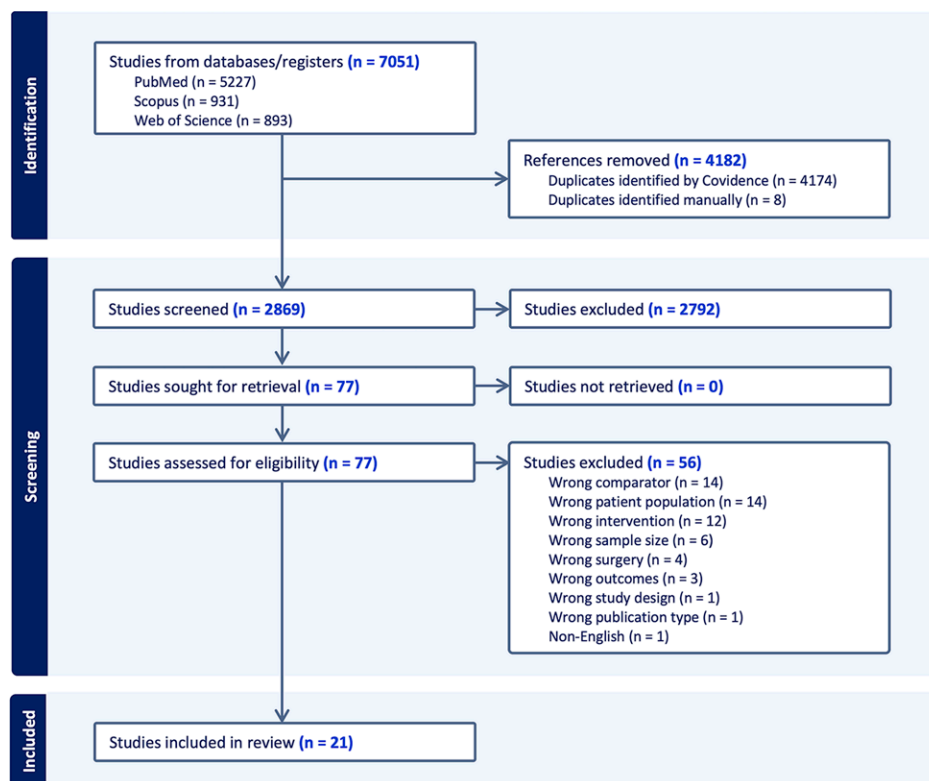 Identification
Studies from databases/registers (n = 7051)
PubMed (n = 5227)
Scopus (n = 931)
Web of Science (n = 893)
References removed (n = 4182)
Duplicates identified by Covidence (n = 4174)
Duplicates identified manually (n = 8)
Screening
Studies screened (n = 2869)
Studies excluded (n = 2792)
Studies sought for retrieval (n = 77)
Studies not retrieved (n = 0)
Studies assessed for eligibility (n = 77)
Studies excluded (n = 56)
Wrong comparator (n = 14)
Wrong patient population (n = 14)
Wrong intervention (n = 12)
Wrong sample size (n = 6)
Wrong surgery (n = 4)
Wrong outcomes (n = 3)
Wrong study design (n = 1)
Wrong publication type (n = 1)
Non-English (n = 1)
Included
Studies included in review (n = 21)